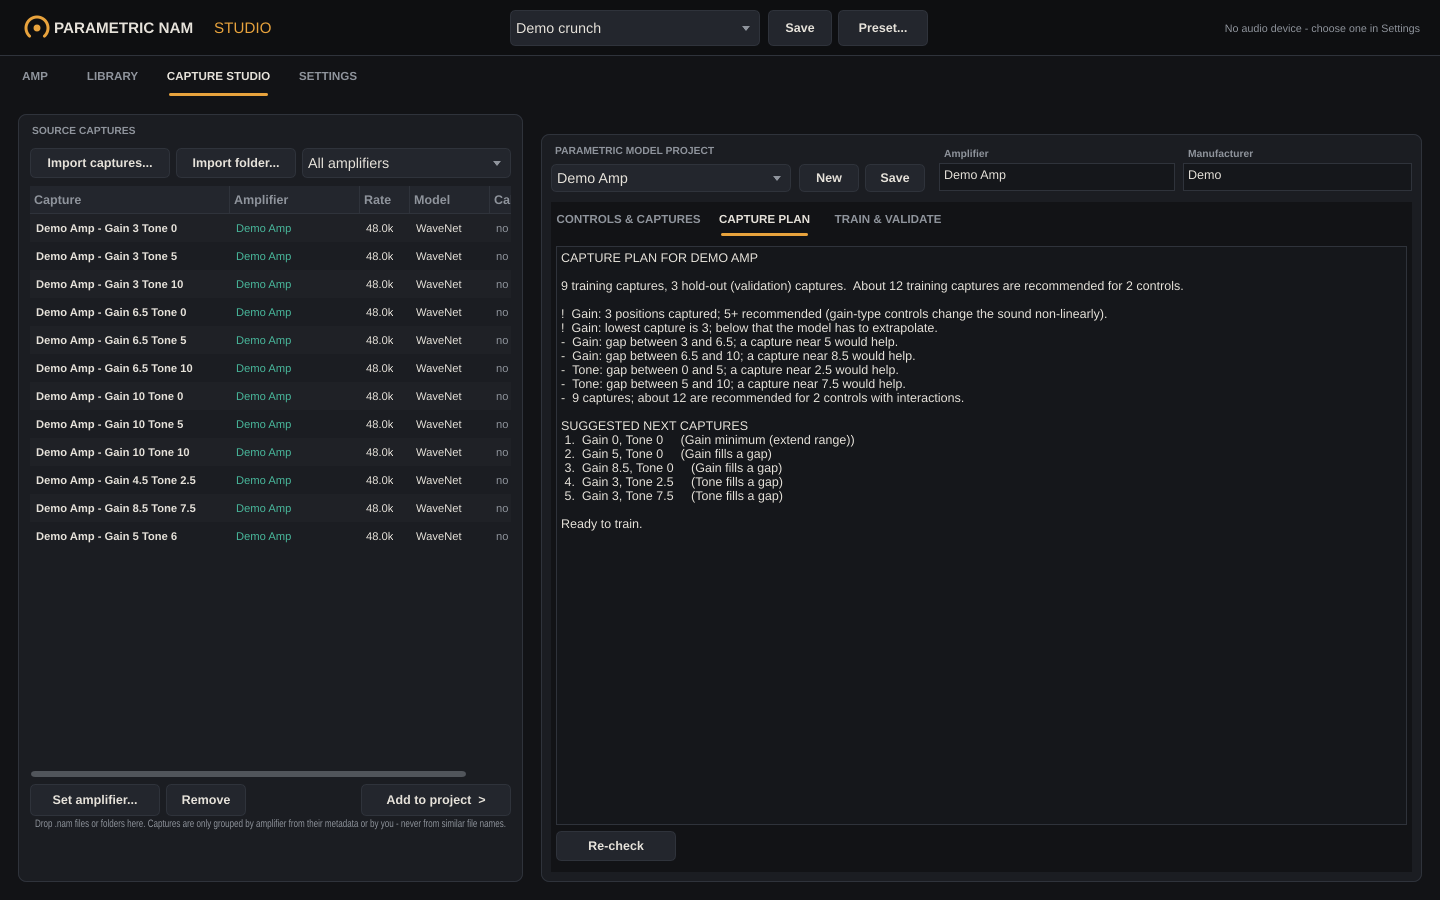 PARAMETRIC NAM STUDIO
Demo crunch
Save
Preset...
No audio device - choose one in Settings
AMP
LIBRARY
CAPTURE STUDIO
SETTINGS
SOURCE CAPTURES
Import captures...
Import folder...
All amplifiers
Capture Amplifier Rate Model Ca
Demo Amp - Gain 3 Tone 0 Demo Amp 48.0k WaveNet no
Demo Amp - Gain 3 Tone 5 Demo Amp 48.0k WaveNet no
Demo Amp - Gain 3 Tone 10 Demo Amp 48.0k WaveNet no
Demo Amp - Gain 6.5 Tone 0 Demo Amp 48.0k WaveNet no
Demo Amp - Gain 6.5 Tone 5 Demo Amp 48.0k WaveNet no
Demo Amp - Gain 6.5 Tone 10 Demo Amp 48.0k WaveNet no
Demo Amp - Gain 10 Tone 0 Demo Amp 48.0k WaveNet no
Demo Amp - Gain 10 Tone 5 Demo Amp 48.0k WaveNet no
Demo Amp - Gain 10 Tone 10 Demo Amp 48.0k WaveNet no
Demo Amp - Gain 4.5 Tone 2.5 Demo Amp 48.0k WaveNet no
Demo Amp - Gain 8.5 Tone 7.5 Demo Amp 48.0k WaveNet no
Demo Amp - Gain 5 Tone 6 Demo Amp 48.0k WaveNet no
Set amplifier...
Remove
Add to project >
Drop .nam files or folders here. Captures are only grouped by amplifier from their metadata or by you - never from similar file names.
PARAMETRIC MODEL PROJECT
Demo Amp
New
Save
Amplifier
Demo Amp
Manufacturer
Demo
CONTROLS & CAPTURES
CAPTURE PLAN
TRAIN & VALIDATE
CAPTURE PLAN FOR DEMO AMP
9 training captures, 3 hold-out (validation) captures. About 12 training captures are recommended for 2 controls.
! Gain: 3 positions captured; 5+ recommended (gain-type controls change the sound non-linearly).
! Gain: lowest capture is 3; below that the model has to extrapolate.
- Gain: gap between 3 and 6.5; a capture near 5 would help.
- Gain: gap between 6.5 and 10; a capture near 8.5 would help.
- Tone: gap between 0 and 5; a capture near 2.5 would help.
- Tone: gap between 5 and 10; a capture near 7.5 would help.
- 9 captures; about 12 are recommended for 2 controls with interactions.
SUGGESTED NEXT CAPTURES
1. Gain 0, Tone 0 (Gain minimum (extend range))
2. Gain 5, Tone 0 (Gain fills a gap)
3. Gain 8.5, Tone 0 (Gain fills a gap)
4. Gain 3, Tone 2.5 (Tone fills a gap)
5. Gain 3, Tone 7.5 (Tone fills a gap)
Ready to train.
Re-check